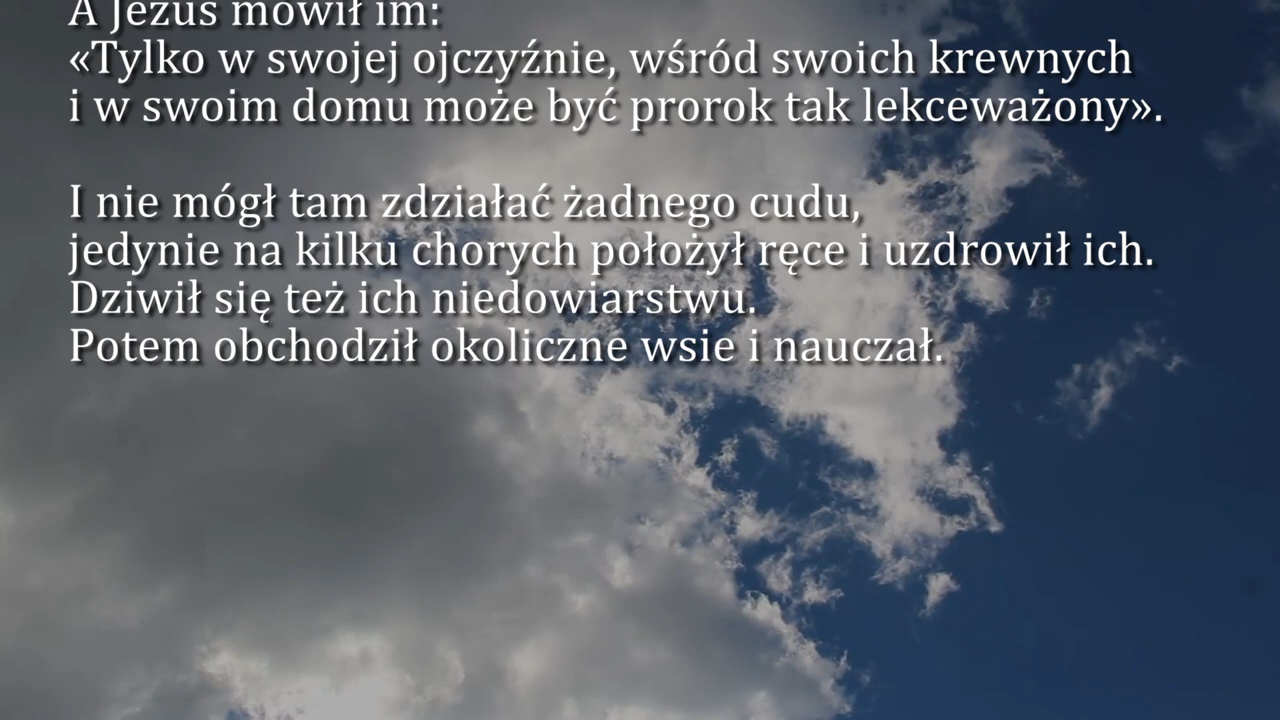 A Jezus mówił im:
«Tylko w swojej ojczyźnie, wśród swoich krewnych
i w swoim domu może być prorok tak lekceważony».
I nie mógł tam zdziałać żadnego cudu,
jedynie na kilku chorych położył ręce i uzdrowił ich.
Dziwił się też ich niedowiarstwu.
Potem obchodził okoliczne wsie i nauczał.